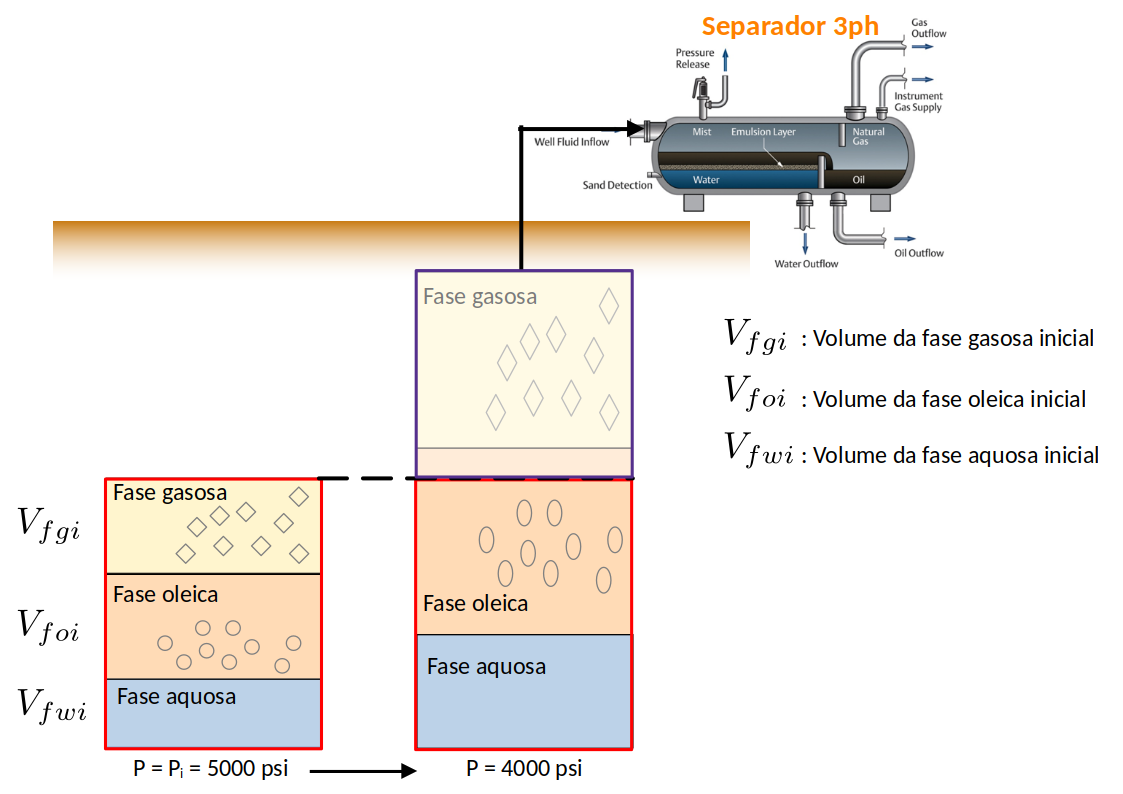 Separador 3ph
Gas
Outflow
Pressure
Release
Instrument
Gas Supply
Mist
Emulsion Layer
Natural
Gas
Well Fluid Inflow
Sand Detection
Water
Oil
Water Outflow
Oil Outflow
Fase gasosa
V_{fgi} : Volume da fase gasosa inicial
V_{foi} : Volume da fase oleica inicial
V_{fwi} : Volume da fase aquosa inicial
V_{fgi}
Fase gasosa
V_{foi}
Fase oleica
Fase oleica
V_{fwi}
Fase aquosa
Fase aquosa
P = P_i = 5000 psi
P = 4000 psi